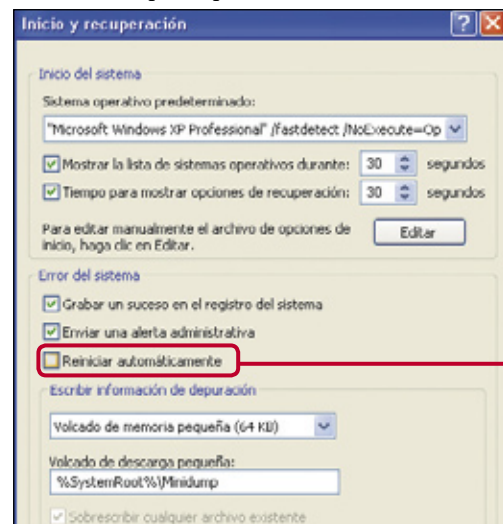 Inicio y recuperación
Inicio del sistema
Sistema operativo predeterminado:
"Microsoft Windows XP Professional" /fastdetect /NoExecute=Op
Mostrar la lista de sistemas operativos durante: 30 segundos
Tiempo para mostrar opciones de recuperación: 30 segundos
Para editar manualmente el archivo de opciones de
inicio, haga clic en Editar.
Editar
Error del sistema
Grabar un suceso en el registro del sistema
Enviar una alerta administrativa
Reiniciar automáticamente
Escribir información de depuración
Volcado de memoria pequeña (64 KB)
Volcado de descarga pequeña:
%SystemRoot%\Minidump
Sobrescribir cualquier archivo existente